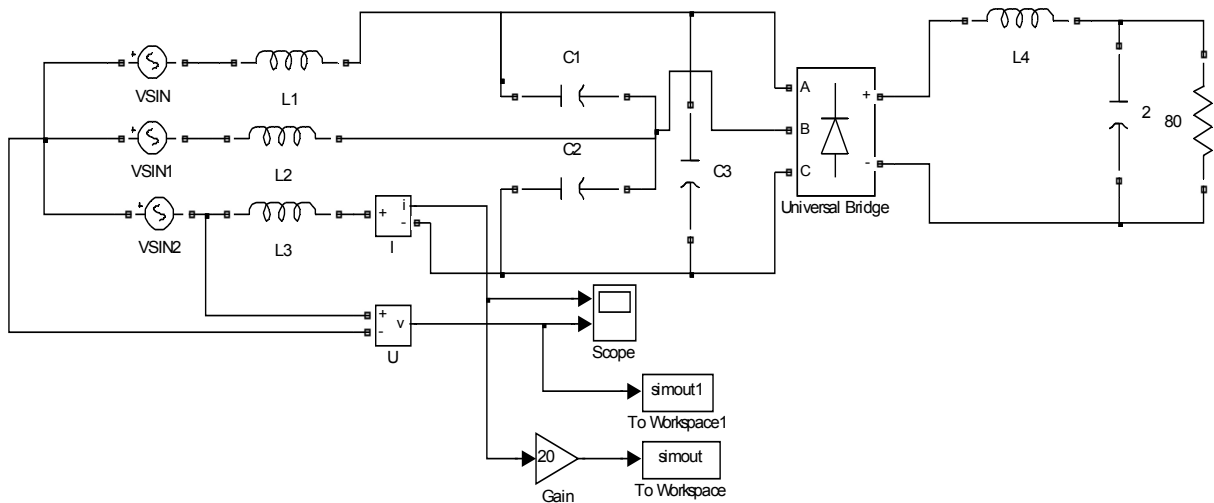 VSIN
L1
C1
A
B
C
+
-
Universal Bridge
L4
2
80
VSIN1
L2
C2
C3
VSIN2
L3
+
i
-
I
+
-
v
U
Scope
simout1
To Workspace1
20
Gain
simout
To Workspace